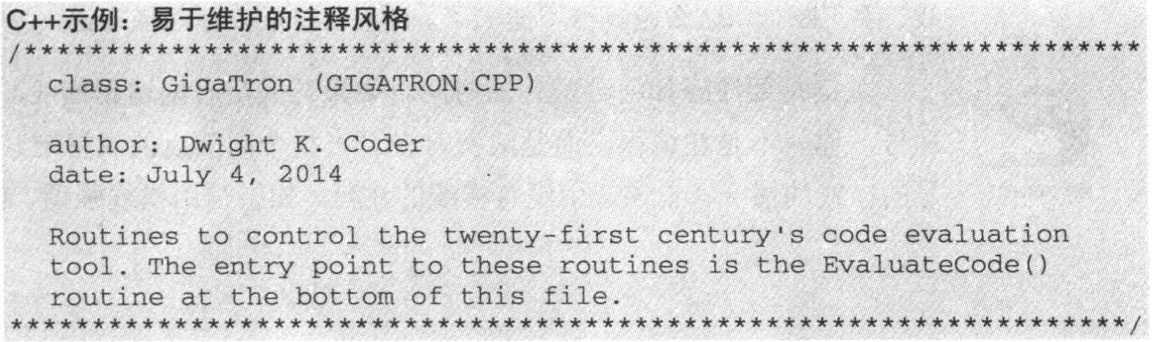 C++示例：易于维护的注释风格
/*********************************************************************
class: GigaTron (GIGATRON.CPP)
author: Dwight K. Coder
date: July 4, 2014
Routines to control the twenty-first century's code evaluation
tool. The entry point to these routines is the EvaluateCode()
routine at the bottom of this file.
*********************************************************************/